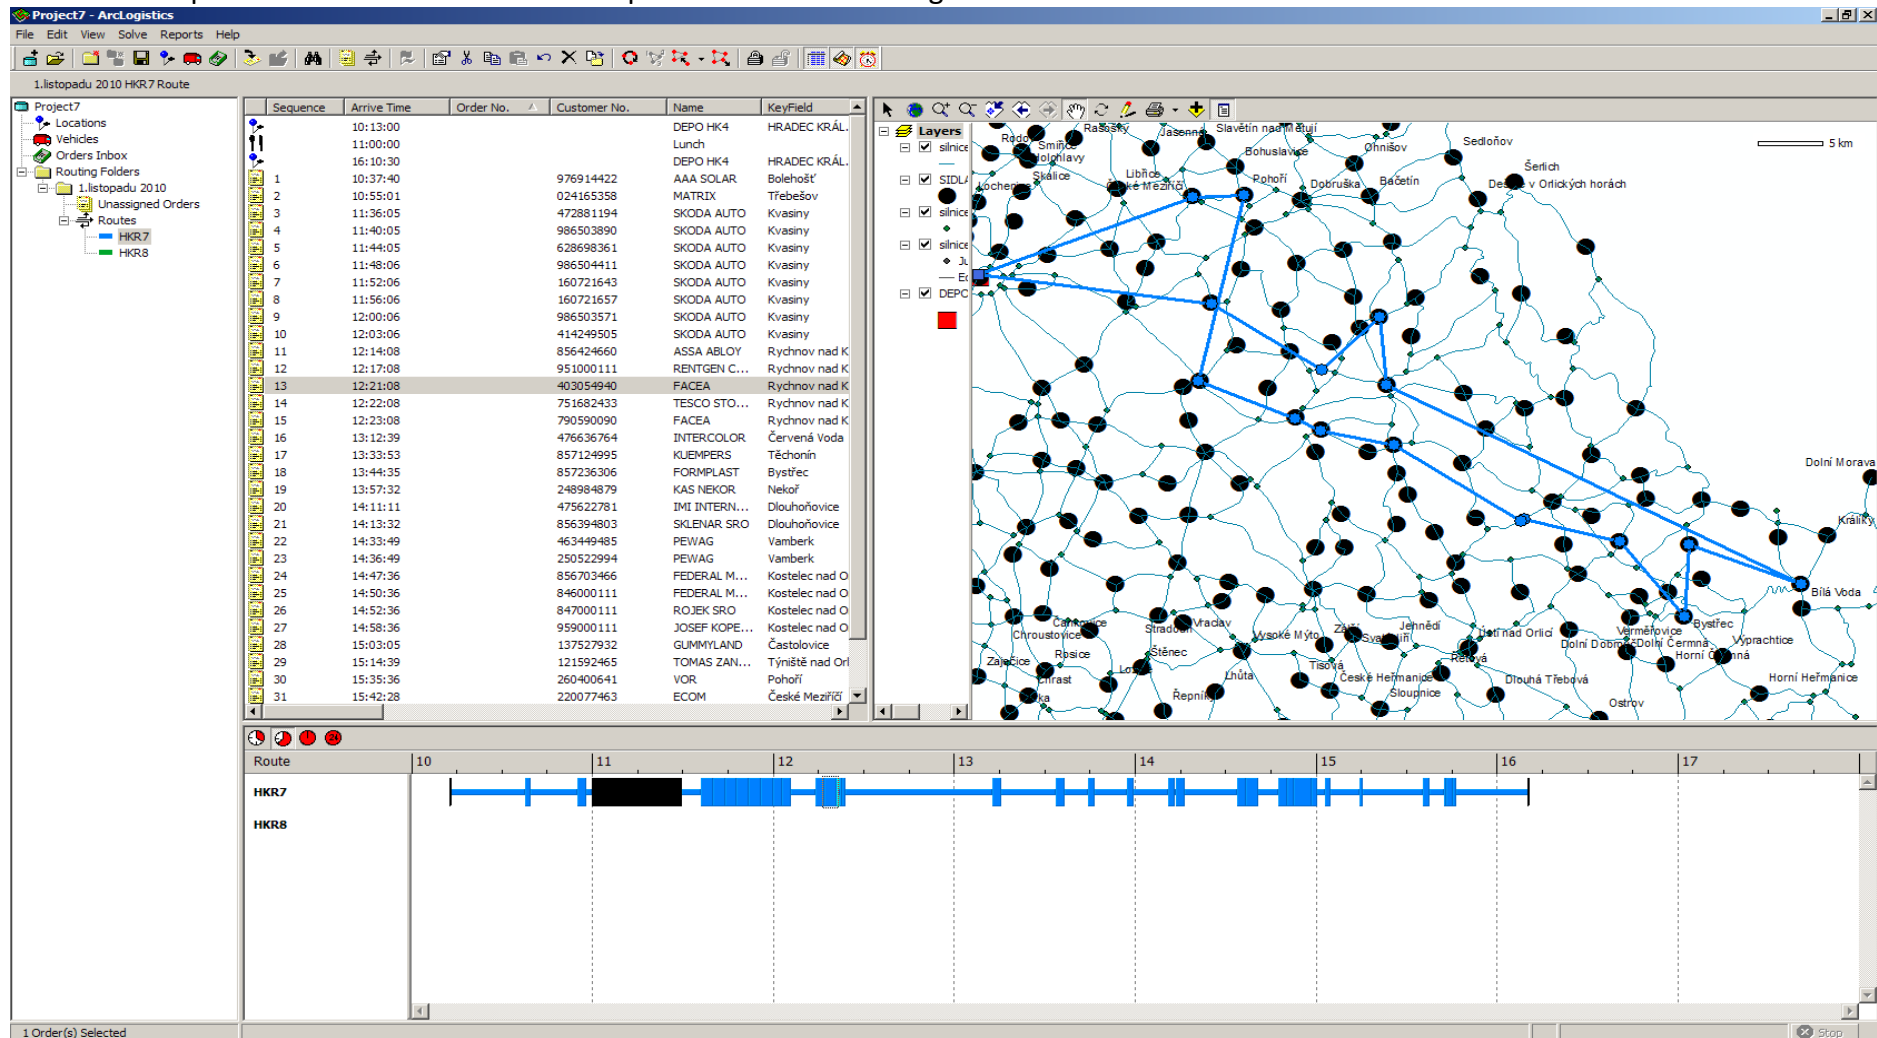 Project7 - ArcLogistics
File Edit View Solve Reports Help
1.listopadu 2010 HKR7 Route
Project7
Locations
Vehicles
Orders Inbox
Routing Folders
1.listopadu 2010
Unassigned Orders
Routes
HKR7
HKR8
Sequence Arrive Time Order No. Customer No. Name KeyField
10:13:00 DEPO HK4 HRADEC KRÁL.
11:00:00 Lunch
16:10:30 DEPO HK4 HRADEC KRÁL.
1 10:37:40 976914422 AAA SOLAR Bolehošť
2 10:55:01 024165358 MATRIX Třebešov
3 11:36:05 472881194 SKODA AUTO Kvasiny
4 11:40:05 986503890 SKODA AUTO Kvasiny
5 11:44:05 628698361 SKODA AUTO Kvasiny
6 11:48:06 986504411 SKODA AUTO Kvasiny
7 11:52:06 160721643 SKODA AUTO Kvasiny
8 11:56:06 160721657 SKODA AUTO Kvasiny
9 12:00:06 986503571 SKODA AUTO Kvasiny
10 12:03:06 414249505 SKODA AUTO Kvasiny
11 12:14:08 856424660 ASSA ABLOY Rychnov nad K
12 12:17:08 951000111 RENTGEN C... Rychnov nad K
13 12:21:08 403054940 FACEA Rychnov nad K
14 12:22:08 751682433 TESCO STO... Rychnov nad K
15 12:23:08 790590090 FACEA Rychnov nad K
16 13:12:39 476636764 INTERCOLOR Červená Voda
17 13:33:53 857124995 KUEMPERS Těchonín
18 13:44:35 857236306 FORMPLAST Bystřec
19 13:57:32 248984879 KAS NEKOR Nekoř
20 14:11:11 475622781 IMI INTERN... Dlouhoňovice
21 14:13:32 856394803 SKLENAR SRO Dlouhoňovice
22 14:33:49 463449485 PEWAG Vamberk
23 14:36:49 250522994 PEWAG Vamberk
24 14:47:36 856703466 FEDERAL M... Kostelec nad O
25 14:50:36 846000111 FEDERAL M... Kostelec nad O
26 14:52:36 847000111 ROJEK SRO Kostelec nad O
27 14:58:36 959000111 JOSEF KOPE... Kostelec nad O
28 15:03:05 137527932 GUMMYLAND Častolovice
29 15:14:39 121592465 TOMAS ZAN... Týniště nad Orl
30 15:35:36 260400641 VOR Pohoří
31 15:42:28 220077463 ECOM České Meziříčí
Layers
silnice
SIDLA
silnice
silnice
Ju
Ed
DEPO
5 km
Rasošky
Jasenná
Slavětín nad Metují
Smiřice
Holohlavy
Skalice
Libřice
České Meziříčí
Bohuslavice
Pohoří
Ohnišov
Sedloňov
Dobruška
Bačetín
Šerlich
Deštné v Orlických horách
Dolní Morava
Králíky
Bílá Voda
Čankovice
Chroustovice
Stradouň
Vraclav
Vysoké Mýto
Zálší
Jehnědí
Ústí nad Orlicí
Verměřovice
Bystřec
Dolní Čermná
Horní Čermná
Výprachtice
Zaječice
Rosice
Štěnec
Chrast
Lhůta
Tisová
České Heřmanice
Řetová
Dlouhá Třebová
Horní Heřmanice
Řepníky
Sloupnice
Ostrov
Route 10 11 12 13 14 15 16 17
HKR7
HKR8
1 Order(s) Selected
Stop